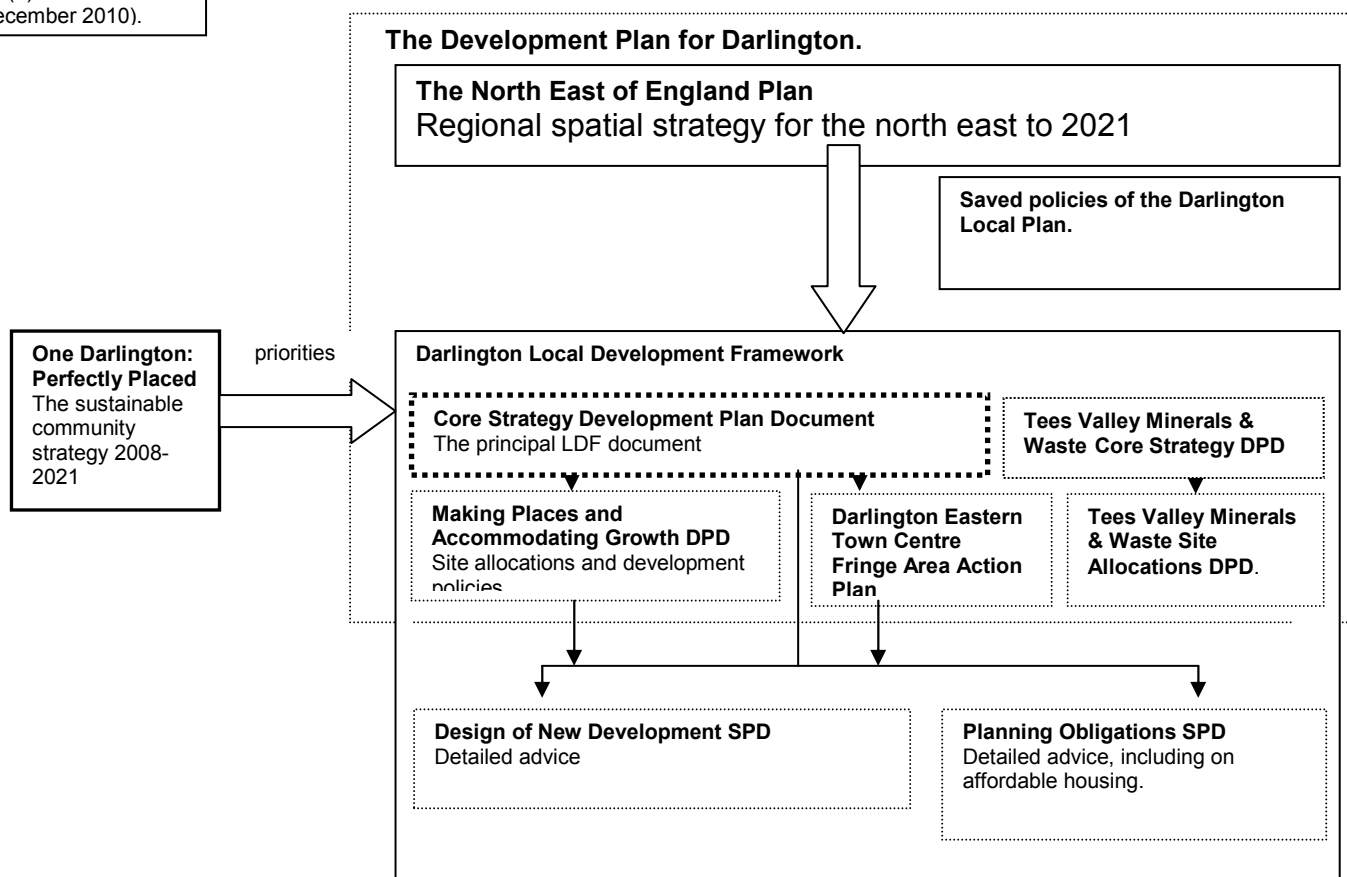 ecember 2010).
The Development Plan for Darlington.
The North East of England Plan
Regional spatial strategy for the north east to 2021
Saved policies of the Darlington
Local Plan.
One Darlington:
Perfectly Placed
The sustainable
community
strategy 2008-
2021
priorities
Darlington Local Development Framework
Core Strategy Development Plan Document
The principal LDF document
Tees Valley Minerals &
Waste Core Strategy DPD
Making Places and
Accommodating Growth DPD
Site allocations and development
policies
Darlington Eastern
Town Centre
Fringe Area Action
Plan
Tees Valley Minerals
& Waste Site
Allocations DPD.
Design of New Development SPD
Detailed advice
Planning Obligations SPD
Detailed advice, including on
affordable housing.